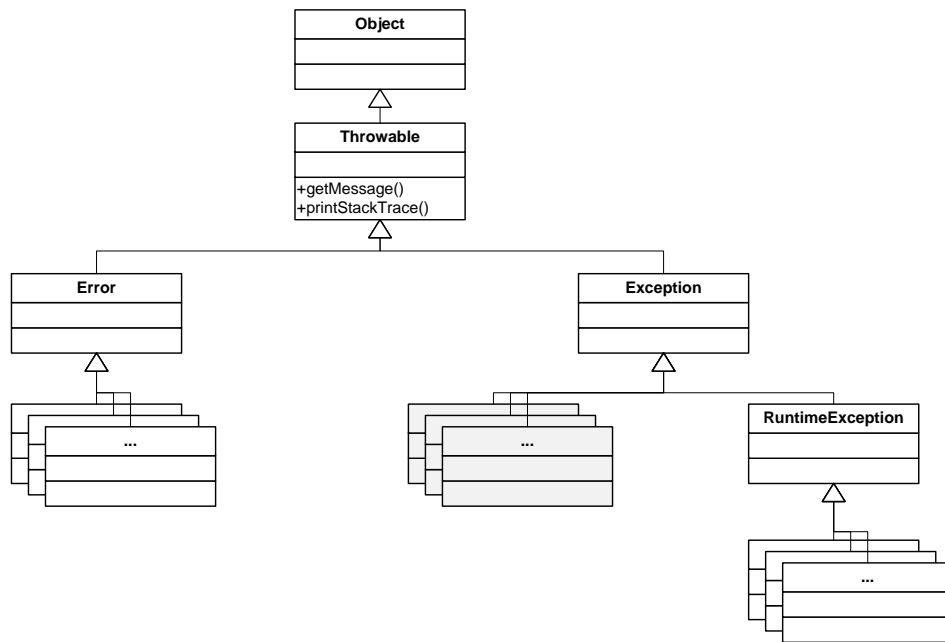 Object
Throwable
+getMessage()
+printStackTrace()
Error
Exception
...
...
RuntimeException
...